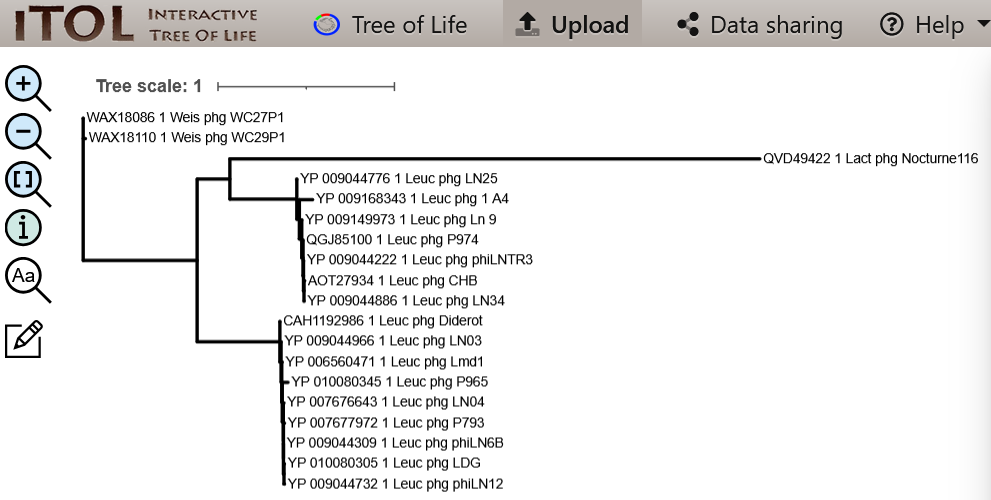 iTOL INTERACTIVE TREE OF LIFE Tree of Life Upload Data sharing Help
Tree scale: 1
WAX18086 1 Weis phg WC27P1
WAX18110 1 Weis phg WC29P1
QVD49422 1 Lact phg Nocturne116
YP 009044776 1 Leuc phg LN25
YP 009168343 1 Leuc phg 1 A4
YP 009149973 1 Leuc phg Ln 9
QGJ85100 1 Leuc phg P974
YP 009044222 1 Leuc phg phiLNTR3
AOT27934 1 Leuc phg CHB
YP 009044886 1 Leuc phg LN34
CAH1192986 1 Leuc phg Diderot
YP 009044966 1 Leuc phg LN03
YP 006560471 1 Leuc phg Lmd1
YP 010080345 1 Leuc phg P965
YP 007676643 1 Leuc phg LN04
YP 007677972 1 Leuc phg P793
YP 009044309 1 Leuc phg phiLN6B
YP 010080305 1 Leuc phg LDG
YP 009044732 1 Leuc phg phiLN12
Aa